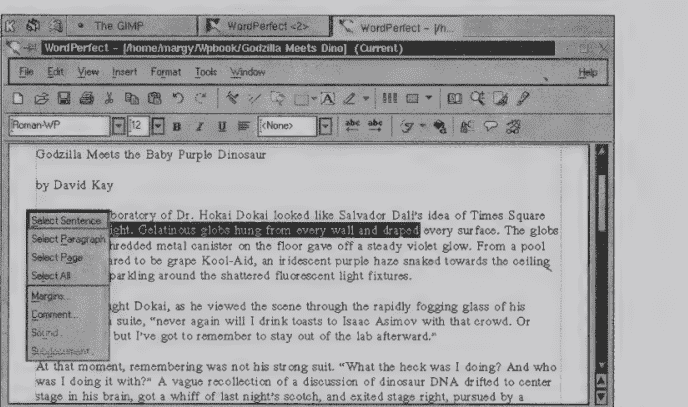 The GIMP
WordPerfect <2>
WordPerfect - [/h...
WordPerfect - [/home/margy/Wpbook/Godzilla Meets Dino] (Current)
File Edit View Insert Format Tools Window Help
Roman-WP 12 B I U <None> abc abc
Godzilla Meets the Baby Purple Dinosaur
by David Kay
boratory of Dr. Hokai Dokai looked like Salvador Dali's idea of Times Square
ight. Gelatinous globs hung from every wall and draped every surface. The globs
hredded metal canister on the floor gave off a steady violet glow. From a pool
ared to be grape Kool-Aid, an iridescent purple haze snaked towards the ceiling
parkling around the shattered fluorescent light fixtures.
Select Sentence
Select Paragraph
Select Page
Select All
Margins...
Comment...
Sound...
Subdocument...
ght Dokai, as he viewed the scene through the rapidly fogging glass of his
suite, "never again will I drink toasts to Isaao Asimov with that crowd. Or
but I've got to remember to stay out of the lab afterward."
At that moment, remembering was not his strong suit. "What the heck was I doing? And who
was I doing it with?" A vague recollection of a discussion of dinosaur DNA drifted to center
stage in his brain, got a whiff of last night's scotch, and exited stage right, pursued by a